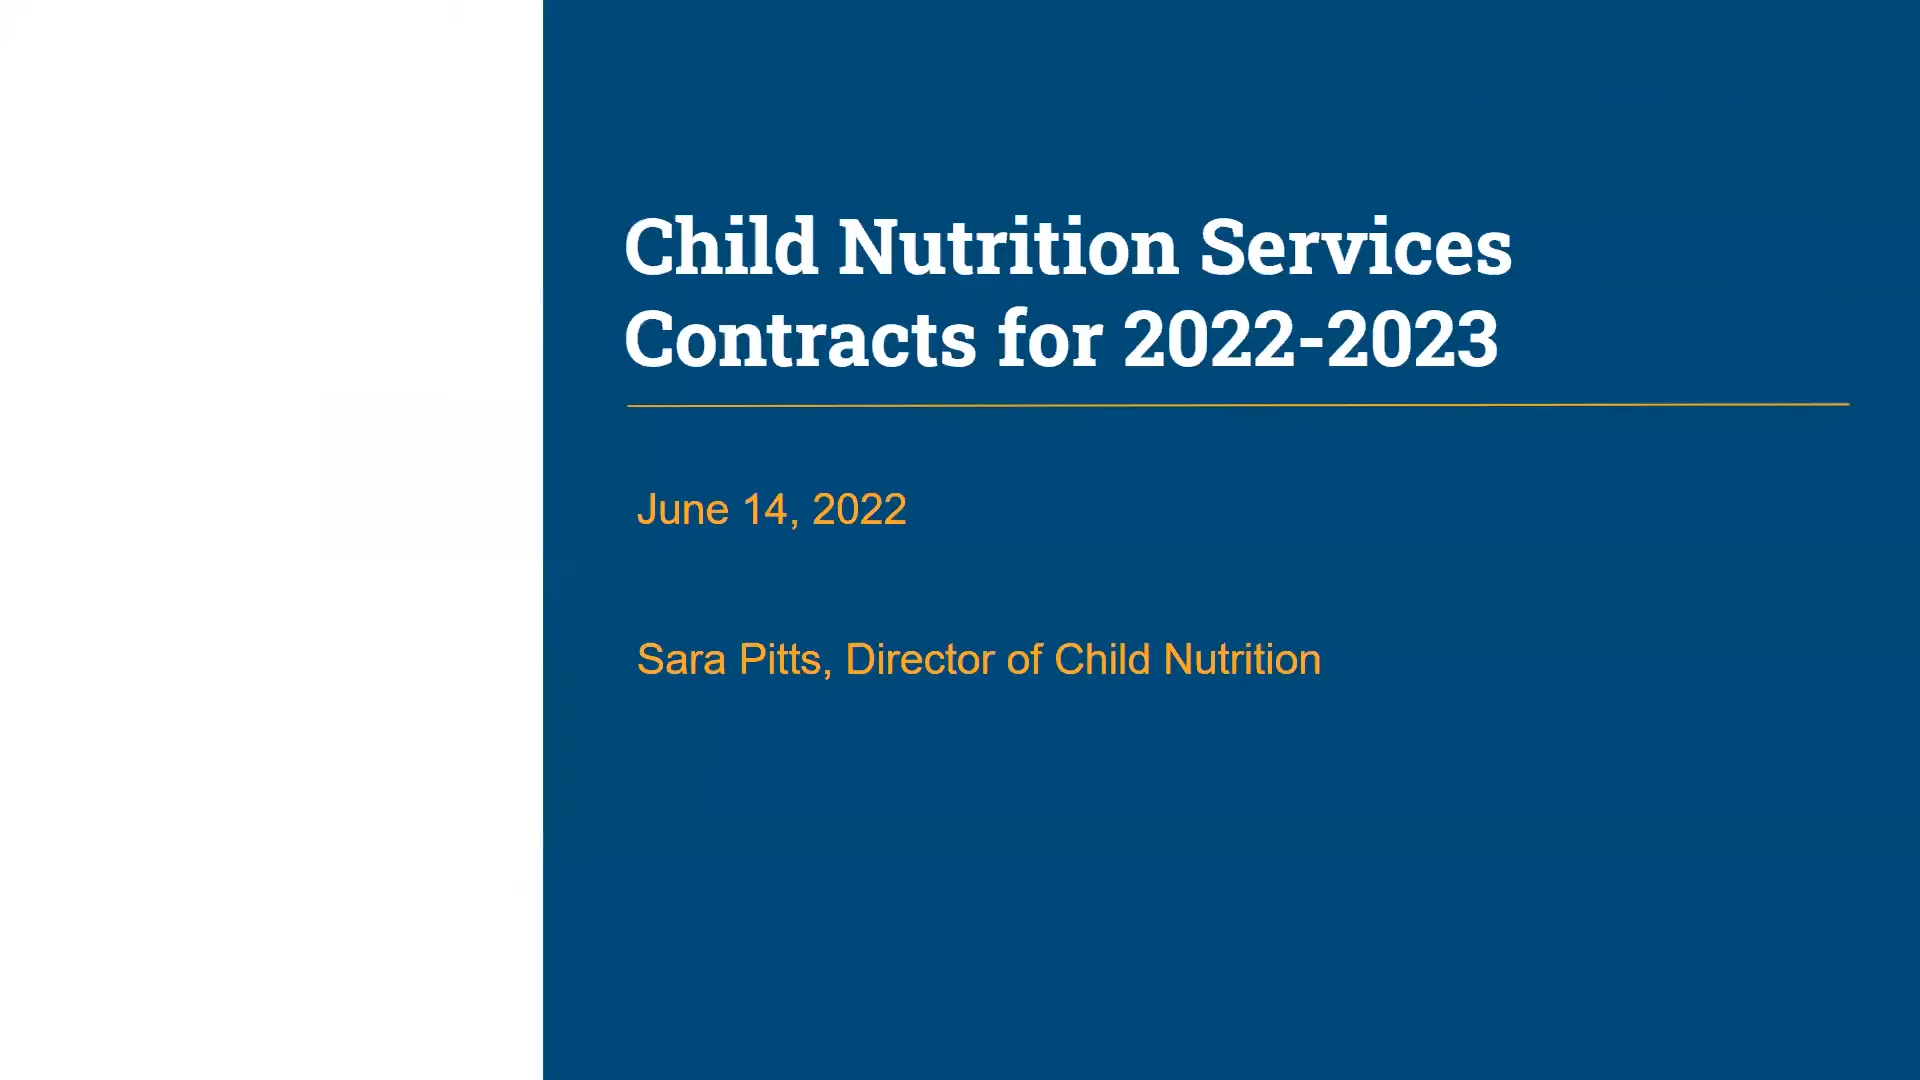 Child Nutrition Services
Contracts for 2022-2023
June 14, 2022
Sara Pitts, Director of Child Nutrition